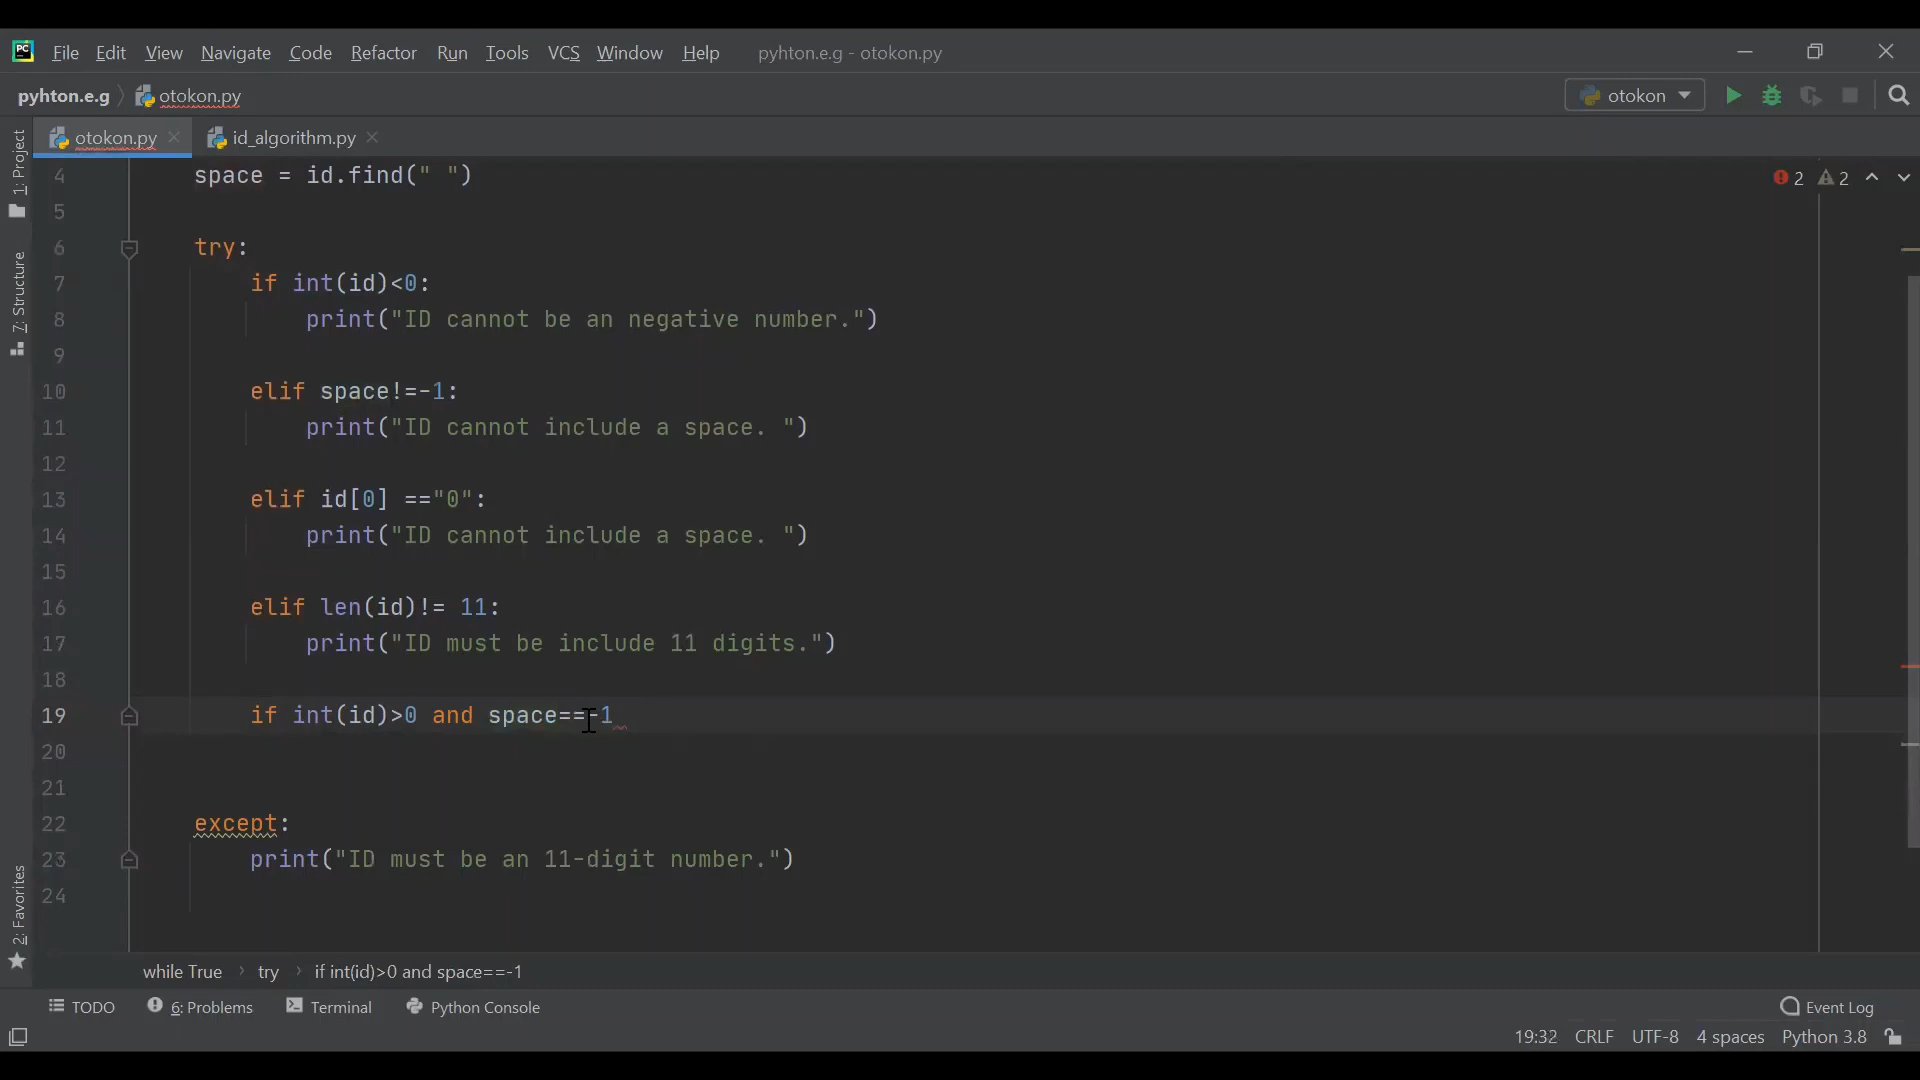 File Edit View Navigate Code Refactor Run Tools VCS Window Help pyhton.e.g - otokon.py
pyhton.e.g otokon.py otokon
otokon.py id_algorithm.py
1: Project
7: Structure
2: Favorites
4 space = id.find(" ")
2 2
5
6 try:
7 if int(id)<0:
8 print("ID cannot be an negative number.")
9
10 elif space!=-1:
11 print("ID cannot include a space. ")
12
13 elif id[0] =="0":
14 print("ID cannot include a space. ")
15
16 elif len(id)!= 11:
17 print("ID must be include 11 digits.")
18
19 if int(id)>0 and space==-1
20
21
22 except:
23 print("ID must be an 11-digit number.")
24
while True try if int(id)>0 and space==-1
TODO 6: Problems Terminal Python Console Event Log
19:32 CRLF UTF-8 4 spaces Python 3.8